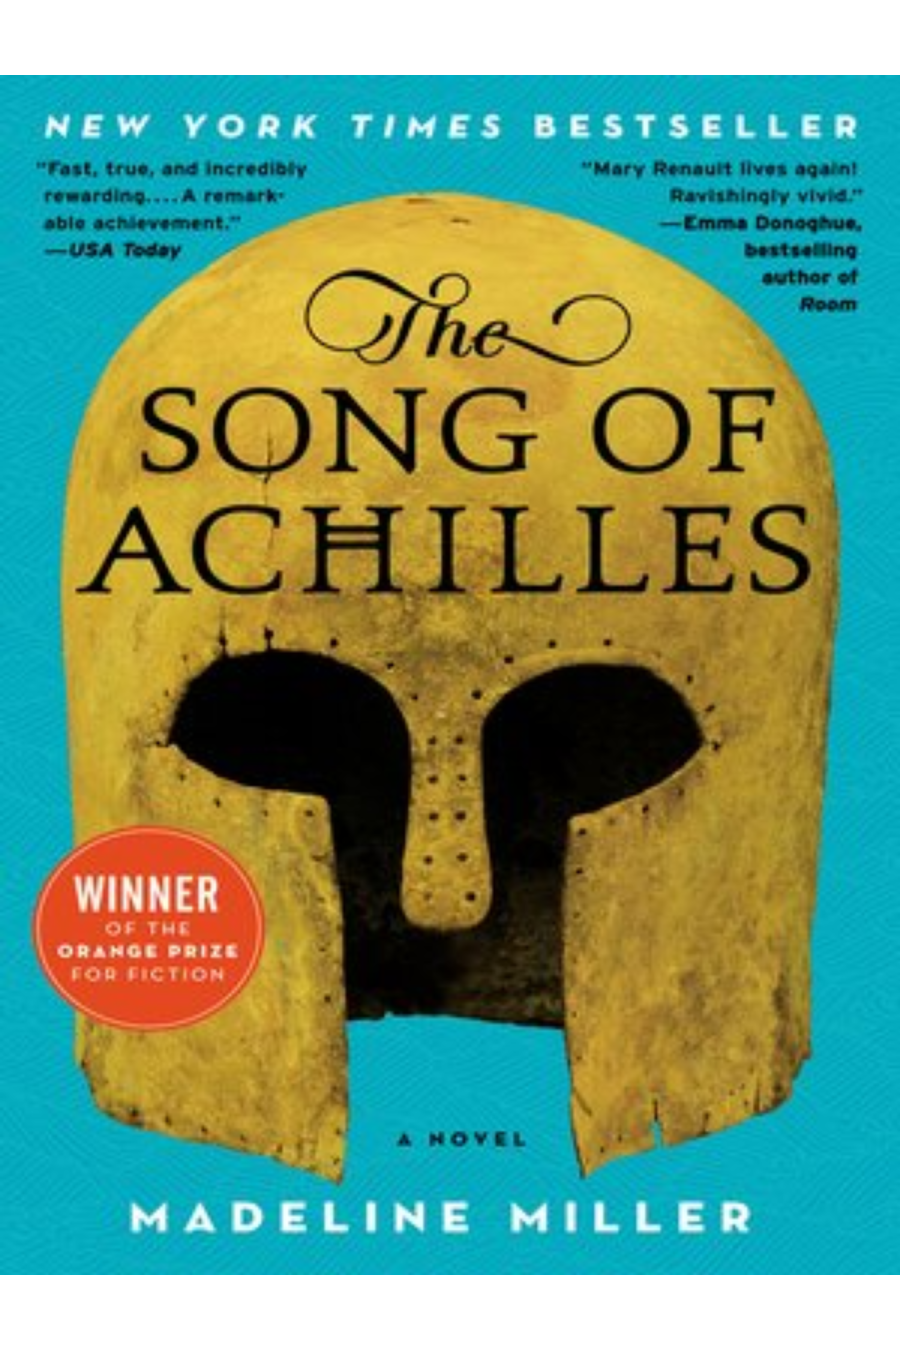 NEW YORK TIMES BESTSELLER
"Fast, true, and incredibly
rewarding....A remark-
able achievement."
—USA Today
"Mary Renault lives again!
Ravishingly vivid."
—Emma Donoghue,
bestselling
author of
Room
The
SONG OF
ACHILLES
WINNER
OF THE
ORANGE PRIZE
FOR FICTION
A NOVEL
MADELINE MILLER